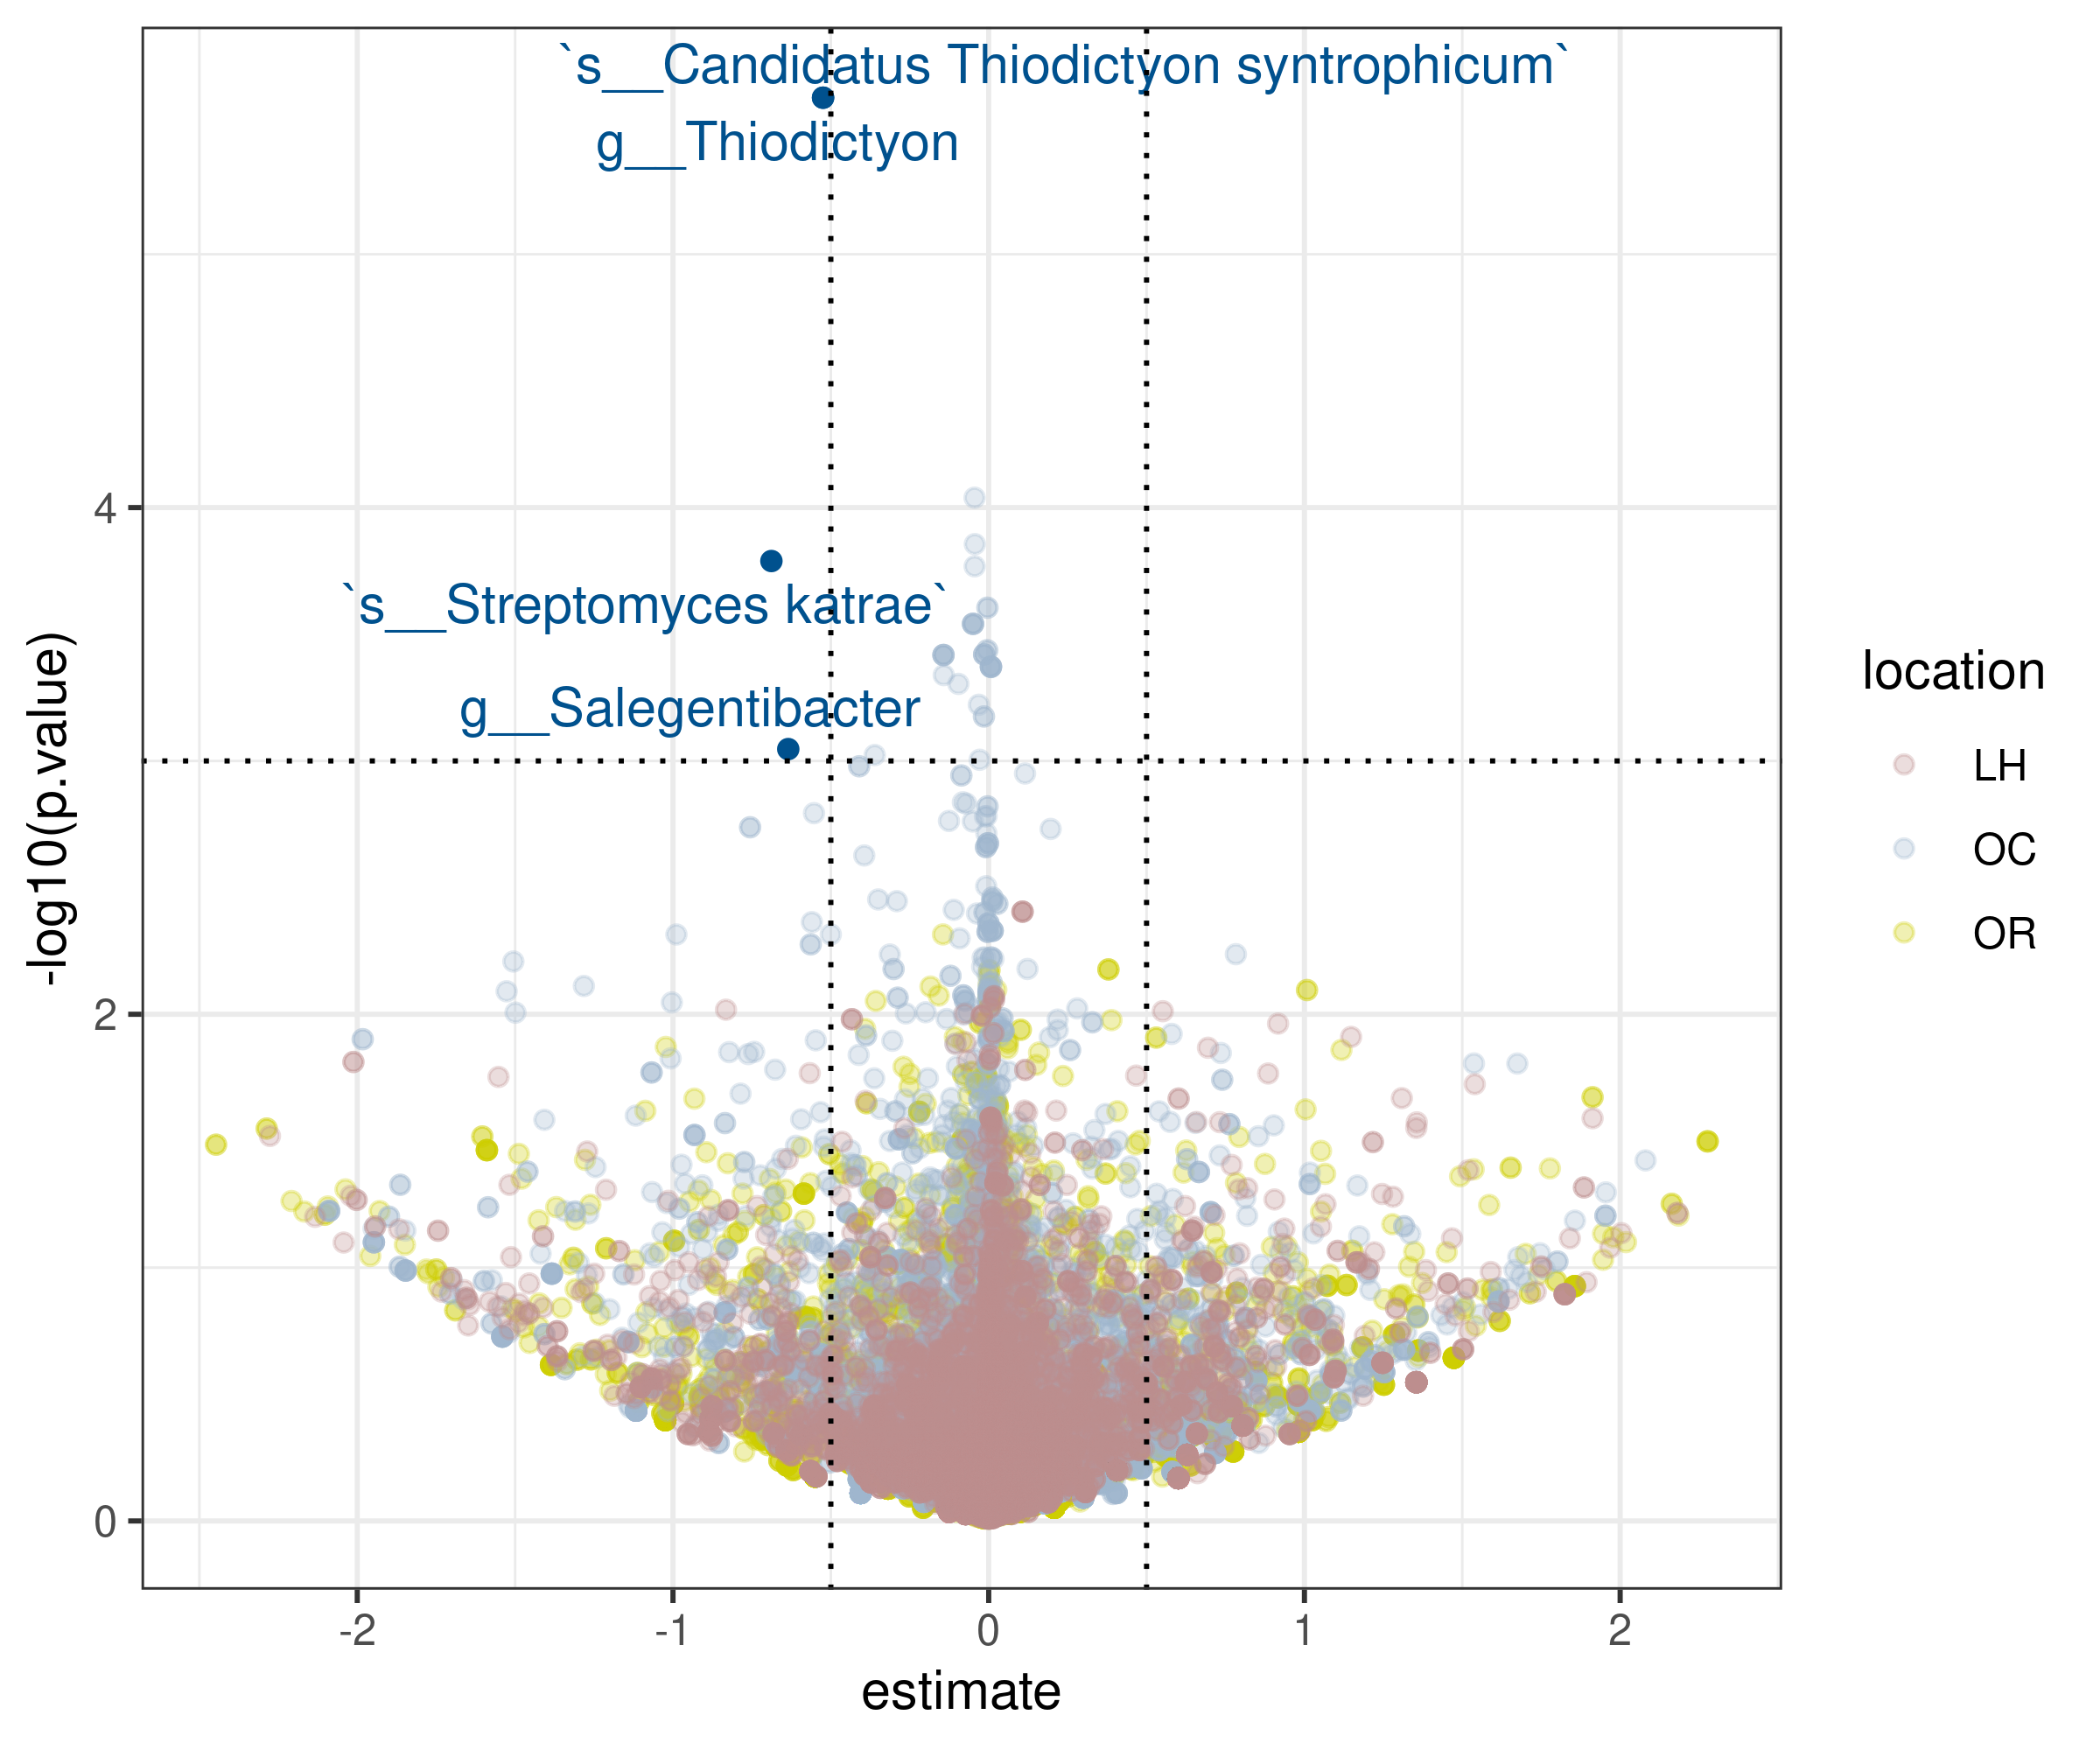 `s__Candidatus Thiodictyon syntrophicum`
g__Thiodictyon
4
`s__Streptomyces katrae`
g__Salegentibacter
-log10(p.value)
2
0
-2
-1
0
1
2
estimate
location
LH
OC
OR